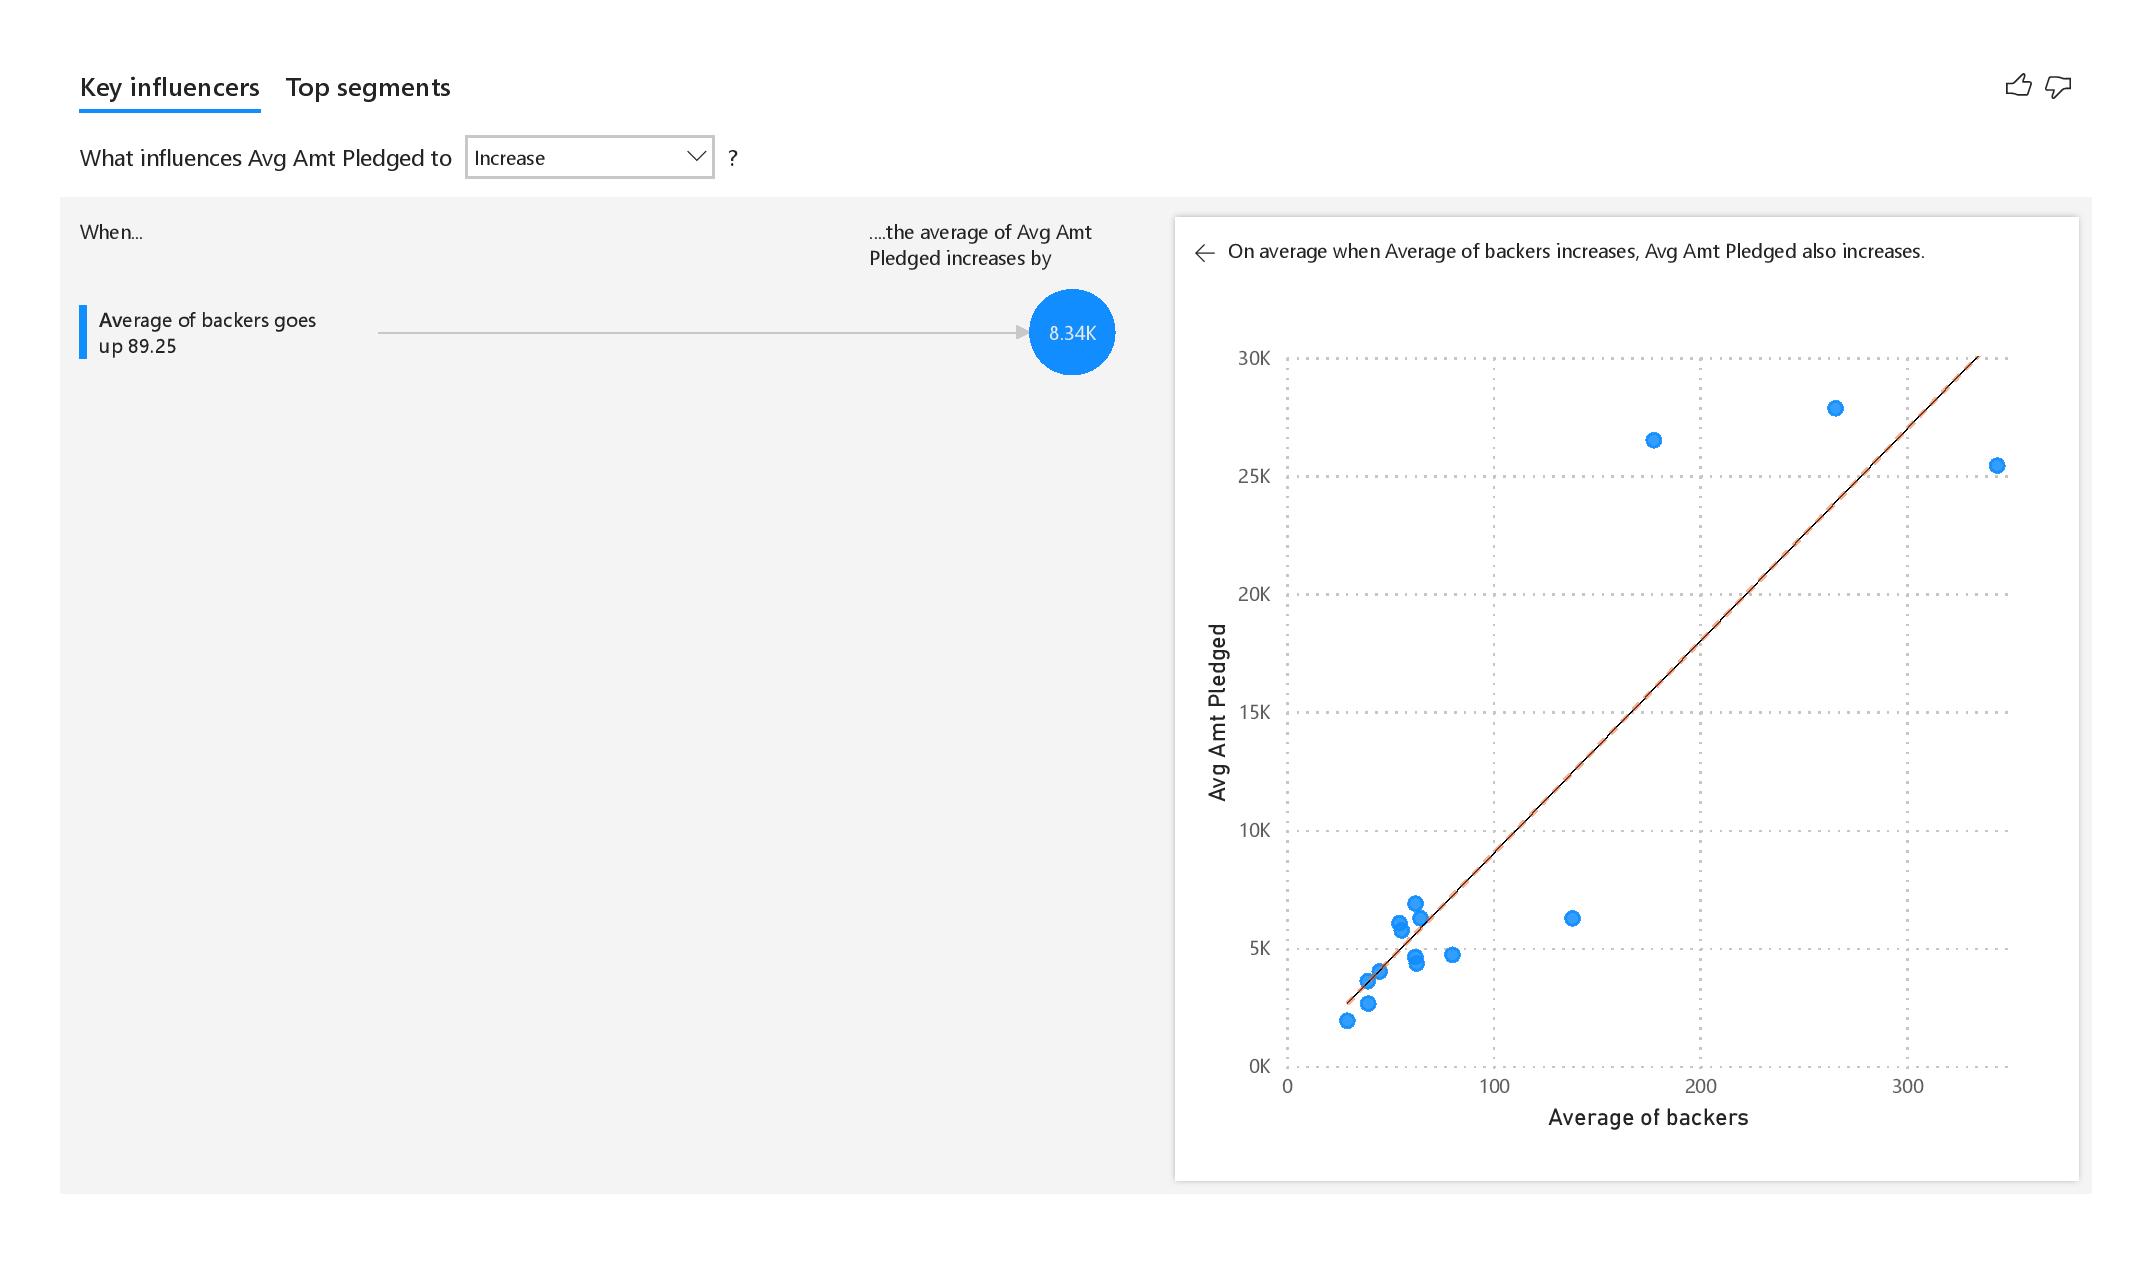 Key influencers Top segments
What influences Avg Amt Pledged to Increase ?
When...
....the average of Avg Amt
Pledged increases by
Average of backers goes
up 89.25
8.34K
On average when Average of backers increases, Avg Amt Pledged also increases.
30K
25K
20K
15K
10K
5K
0K
Avg Amt Pledged
0 100 200 300
Average of backers